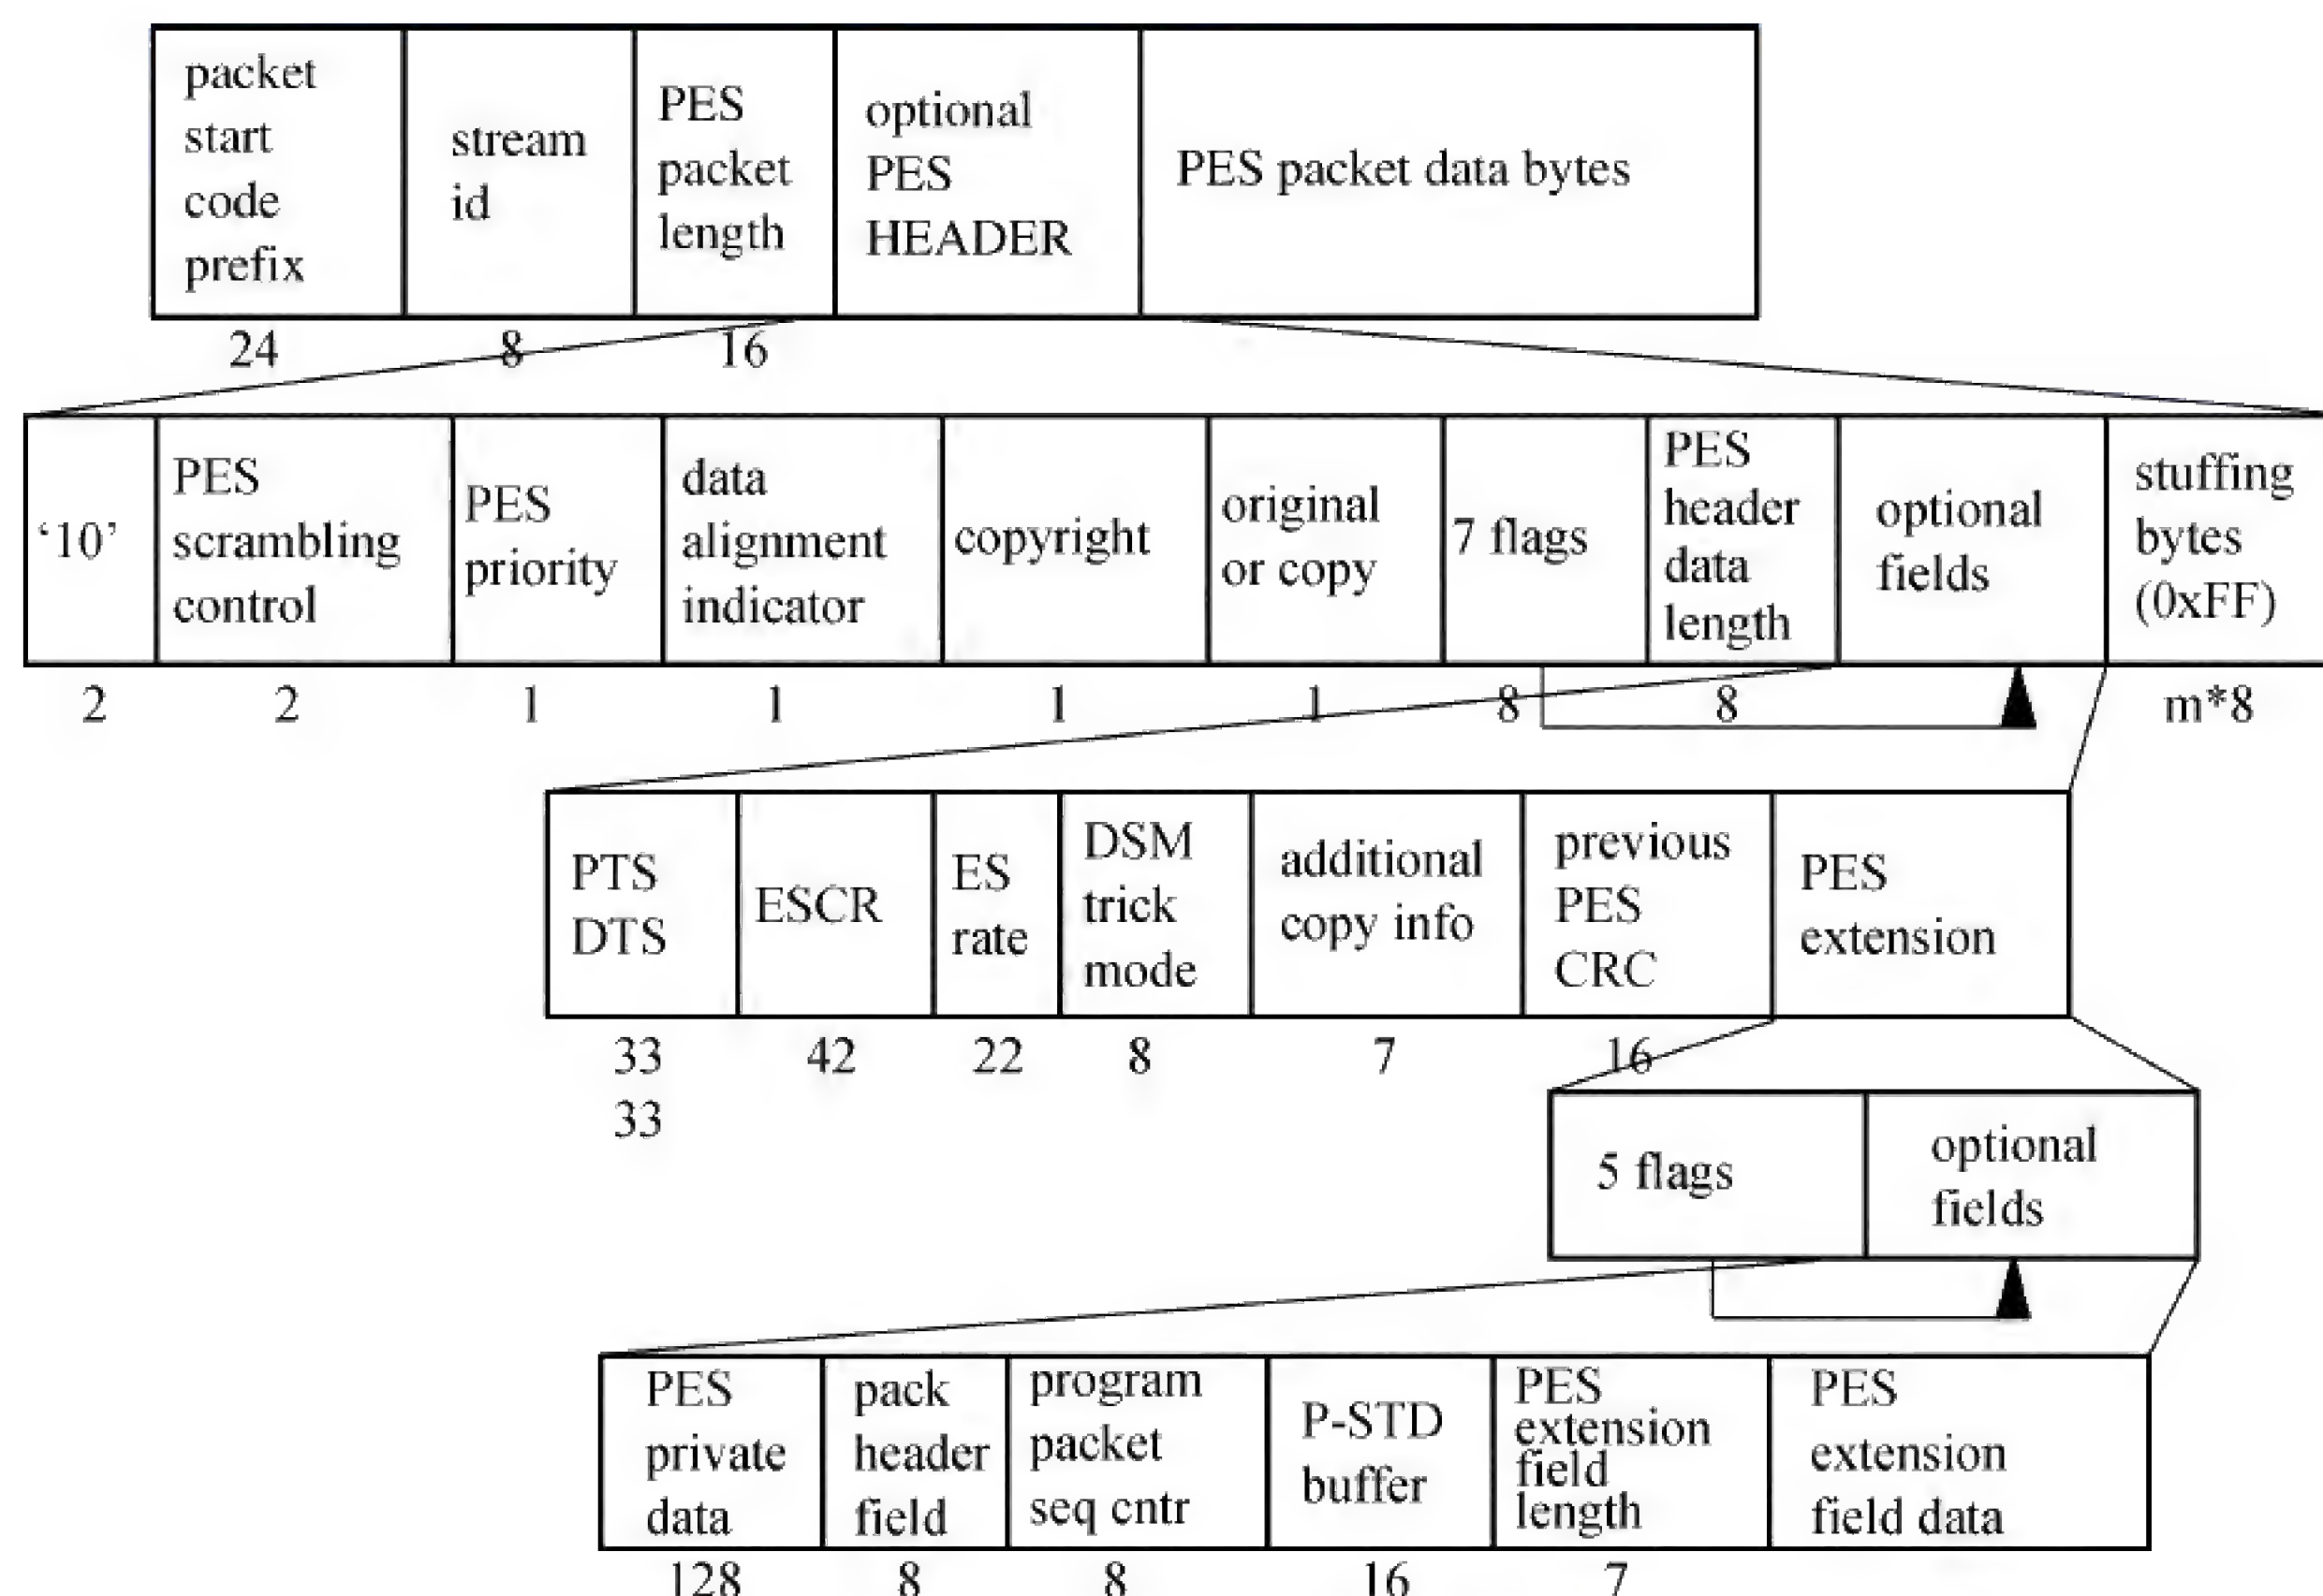 packet
start
code
prefix
stream
id
PES
packet
length
optional
PES
HEADER
PES packet data bytes
24
8
16
‘10’
PES
scrambling
control
PES
priority
data
alignment
indicator
copyright
original
or copy
7 flags
PES
header
data
length
optional
fields
stuffing
bytes
(0xFF)
2
2
1
1
1
1
8
8
m*8
PTS
DTS
ESCR
ES
rate
DSM
trick
mode
additional
copy info
previous
PES
CRC
PES
extension
33
33
42
22
8
7
16
5 flags
optional
fields
PES
private
data
pack
header
field
program
packet
seq cntr
P-STD
buffer
PES
extension
field
length
PES
extension
field data
128
8
8
16
7